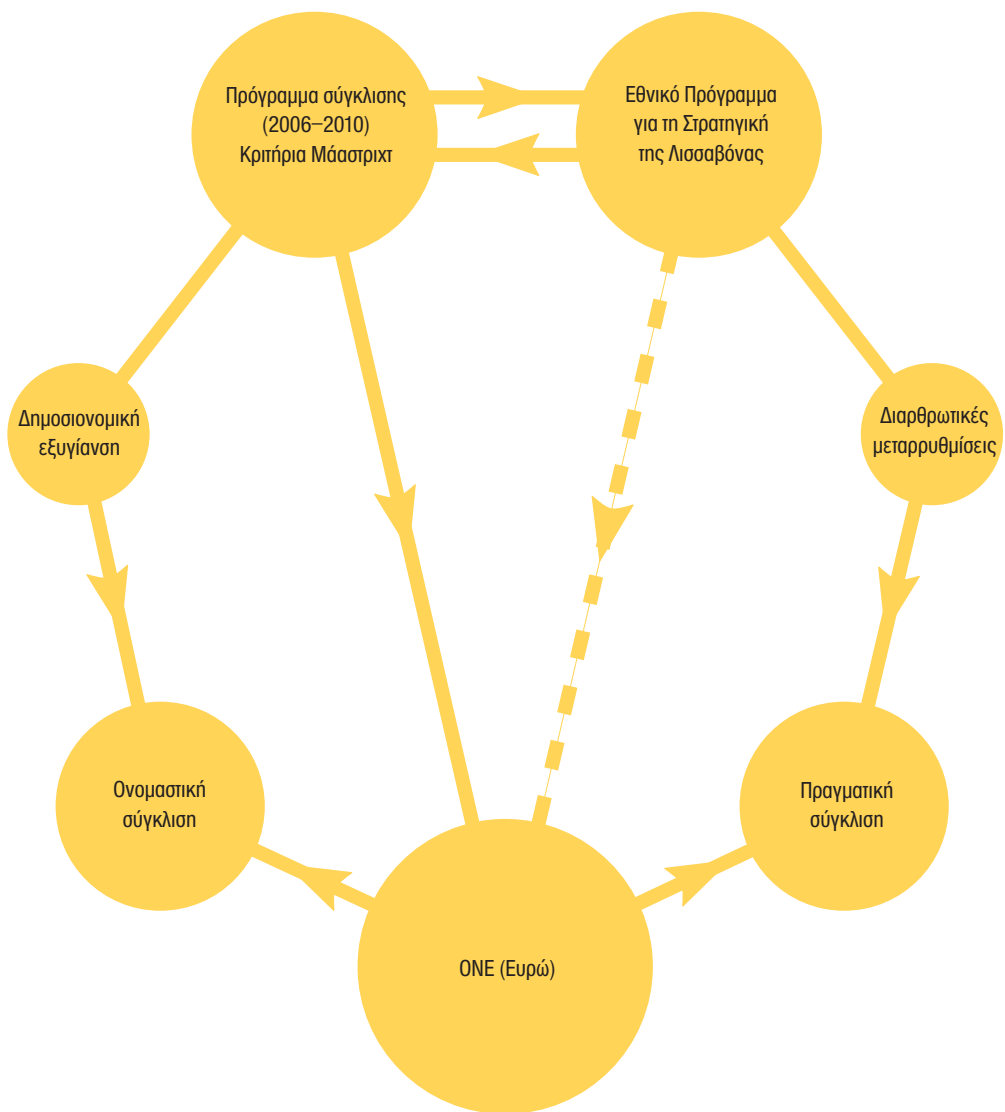 Πρόγραμμα σύγκλισης
(2006–2010)
Κριτήρια Μάαστριχτ
Εθνικό Πρόγραμμα
για τη Στρατηγική
της Λισσαβόνας
Δημοσιονομική
εξυγίανση
Διαρθρωτικές
μεταρρυθμίσεις
Ονομαστική
σύγκλιση
Πραγματική
σύγκλιση
ΟΝΕ (Ευρώ)